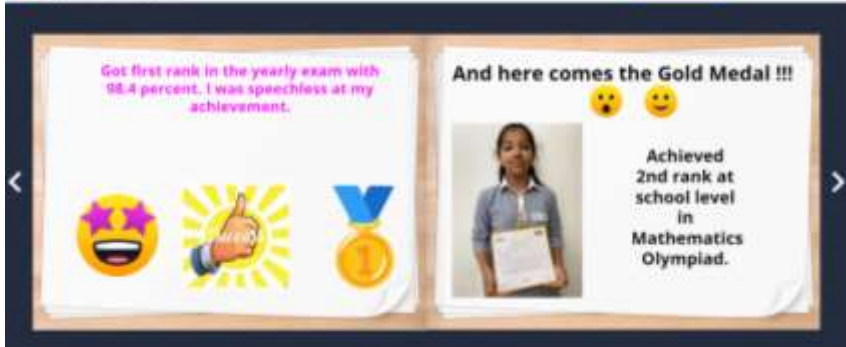 Got first rank in the yearly exam with
98.4 percent. I was speechless at my
achievement.
1
And here comes the Gold Medal !!!
Achieved
2nd rank at
school level
in
Mathematics
Olympiad.